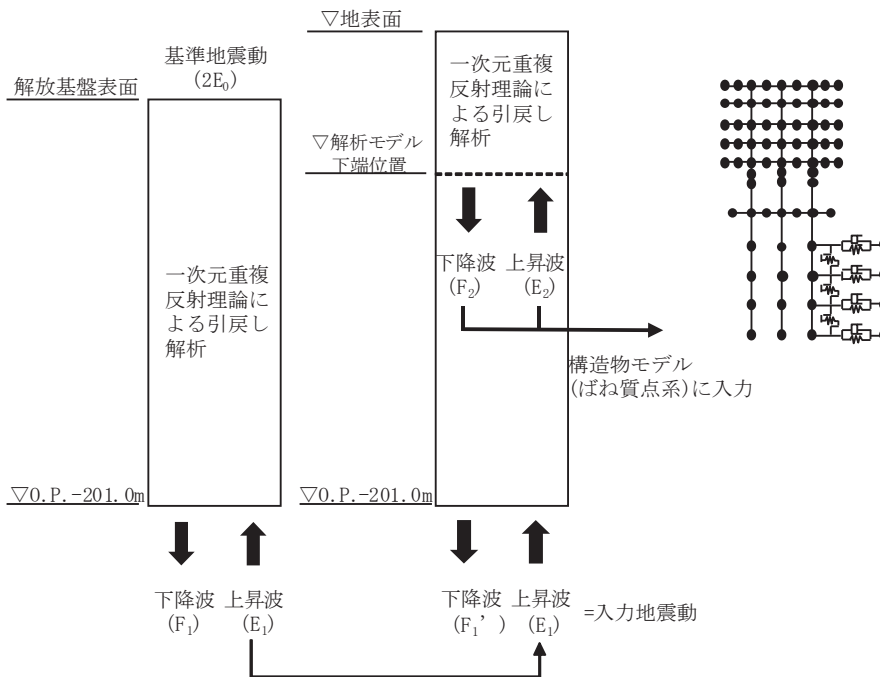 基準地震動
(2E₀)
解放基盤表面
一次元重複
反射理論に
よる引戻し
解析
▽O.P.-201.0m
下降波
(F₁)
上昇波
(E₁)
▽地表面
一次元重複
反射理論に
よる引戻し
解析
▽解析モデル
下端位置
下降波
(F₂)
上昇波
(E₂)
構造物モデル
(ばね質点系)に入力
▽O.P.-201.0m
下降波
(F₁’)
上昇波
(E₁)
=入力地震動